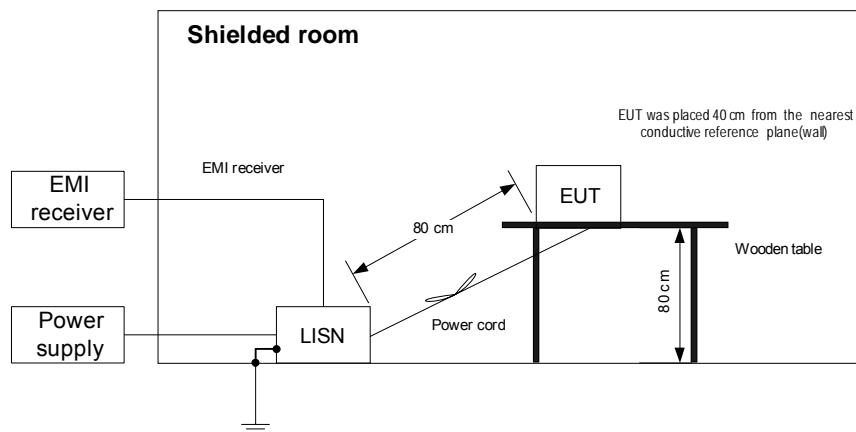 Shielded room
EUT was placed 40 cm from the nearest
conductive reference plane(wall)
EMI receiver
EMI
receiver
EUT
80 cm
Wooden table
80 cm
Power
supply
LISN
Power cord